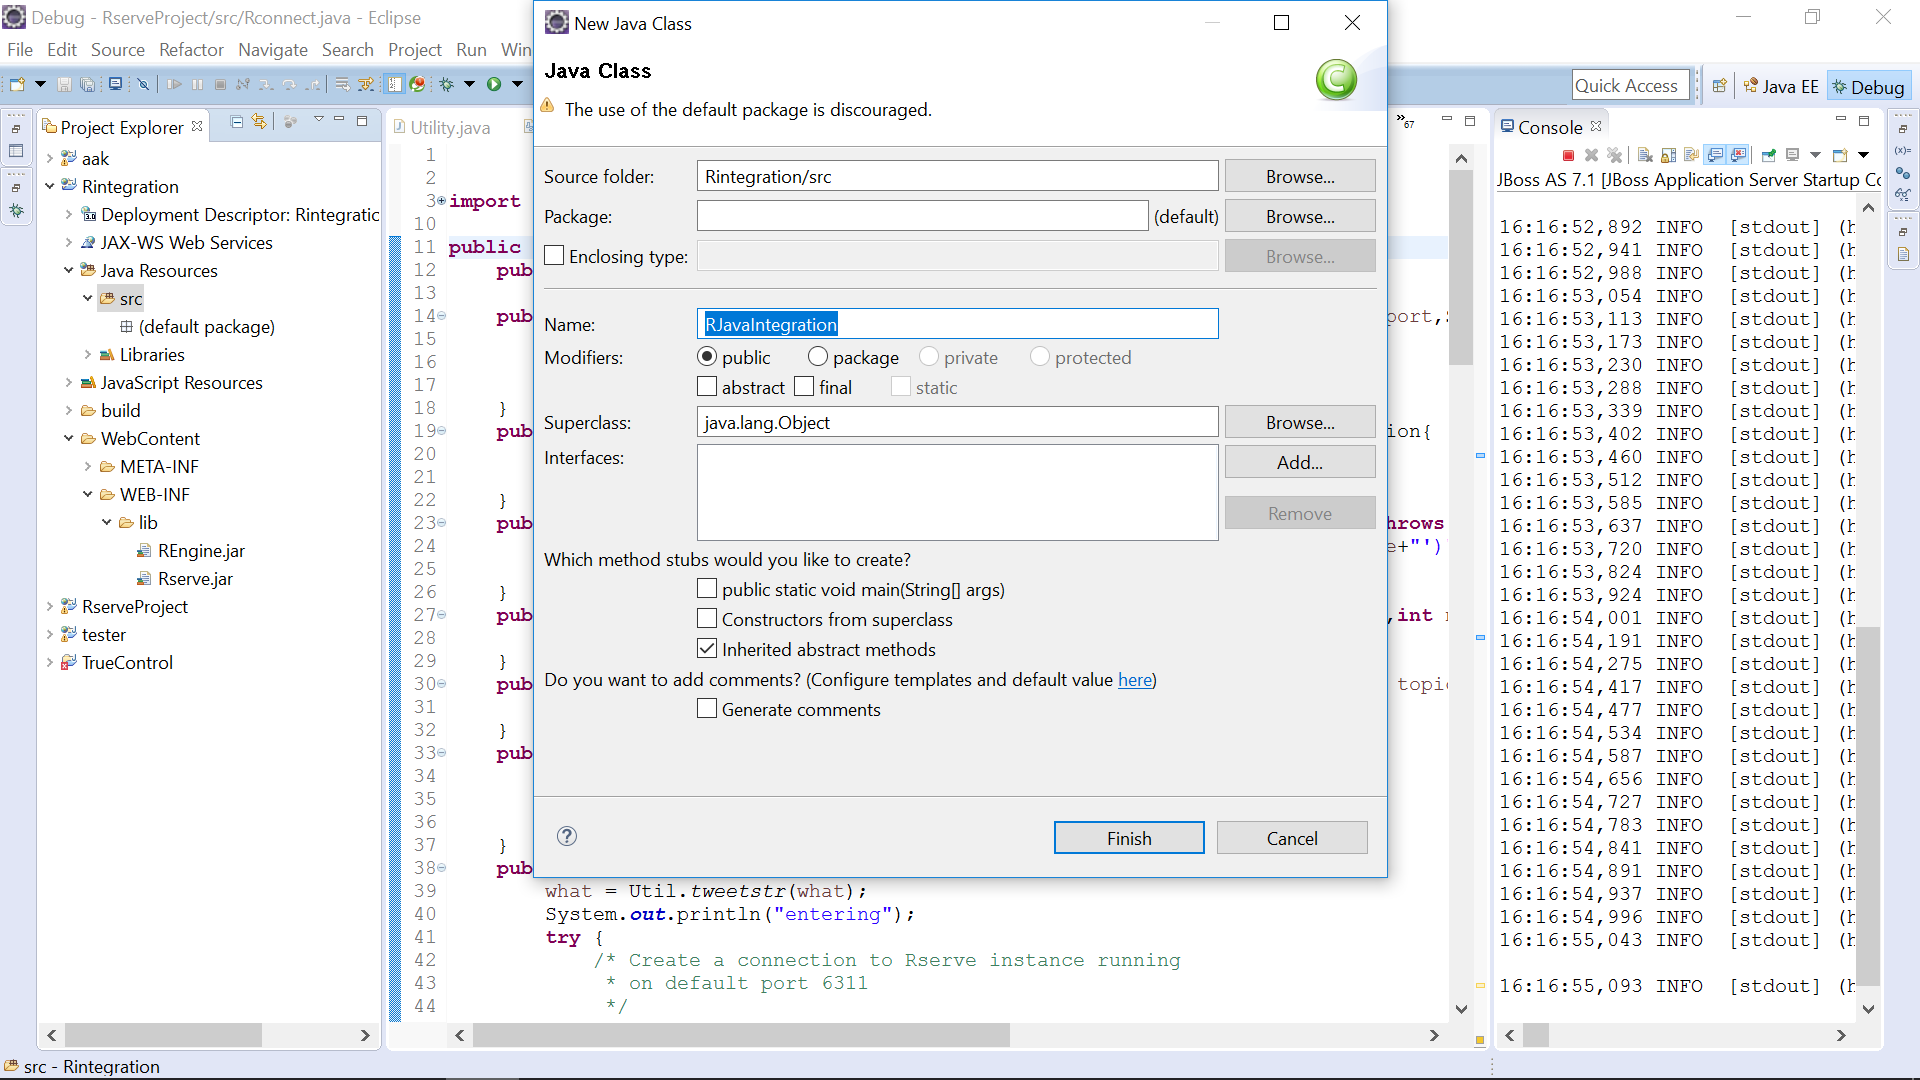 Debug - RserveProject/src/Rconnect.java - Eclipse
File Edit Source Refactor Navigate Search Project Run Win
Quick Access
Java EE
Debug
Project Explorer
aak
Rintegration
Deployment Descriptor: Rintegratic
JAX-WS Web Services
Java Resources
src
(default package)
Libraries
JavaScript Resources
build
WebContent
META-INF
WEB-INF
lib
REngine.jar
Rserve.jar
RserveProject
tester
TrueControl
Utility.java
67
1
2
3 import
10
11 public
12 pub
13
14 pub port,
15
16
17
18 }
19 pub ion{
20
21
22 }
23 pub hrows
24 e+"')
25
26 }
27 pub ,int
28
29 }
30 pub topi
31
32 }
33 pub
34
35
36
37 }
38 pub
39 what = Util.tweetstr(what);
40 System.out.println("entering");
41 try {
42 /* Create a connection to Rserve instance running
43 * on default port 6311
44 */
New Java Class
Java Class
The use of the default package is discouraged.
Source folder: Rintegration/src Browse...
Package: (default) Browse...
Enclosing type: Browse...
Name: RJavaIntegration
Modifiers: public package private protected
abstract final static
Superclass: java.lang.Object Browse...
Interfaces: Add...
Remove
Which method stubs would you like to create?
public static void main(String[] args)
Constructors from superclass
Inherited abstract methods
Do you want to add comments? (Configure templates and default value here)
Generate comments
Finish Cancel
Console
JBoss AS 7.1 [JBoss Application Server Startup Co
16:16:52,892 INFO [stdout] (h
16:16:52,941 INFO [stdout] (h
16:16:52,988 INFO [stdout] (h
16:16:53,054 INFO [stdout] (h
16:16:53,113 INFO [stdout] (h
16:16:53,173 INFO [stdout] (h
16:16:53,230 INFO [stdout] (h
16:16:53,288 INFO [stdout] (h
16:16:53,339 INFO [stdout] (h
16:16:53,402 INFO [stdout] (h
16:16:53,460 INFO [stdout] (h
16:16:53,512 INFO [stdout] (h
16:16:53,585 INFO [stdout] (h
16:16:53,637 INFO [stdout] (h
16:16:53,720 INFO [stdout] (h
16:16:53,824 INFO [stdout] (h
16:16:53,924 INFO [stdout] (h
16:16:54,001 INFO [stdout] (h
16:16:54,191 INFO [stdout] (h
16:16:54,275 INFO [stdout] (h
16:16:54,417 INFO [stdout] (h
16:16:54,477 INFO [stdout] (h
16:16:54,534 INFO [stdout] (h
16:16:54,587 INFO [stdout] (h
16:16:54,656 INFO [stdout] (h
16:16:54,727 INFO [stdout] (h
16:16:54,783 INFO [stdout] (h
16:16:54,841 INFO [stdout] (h
16:16:54,891 INFO [stdout] (h
16:16:54,937 INFO [stdout] (h
16:16:54,996 INFO [stdout] (h
16:16:55,043 INFO [stdout] (h
16:16:55,093 INFO [stdout] (h
src - Rintegration